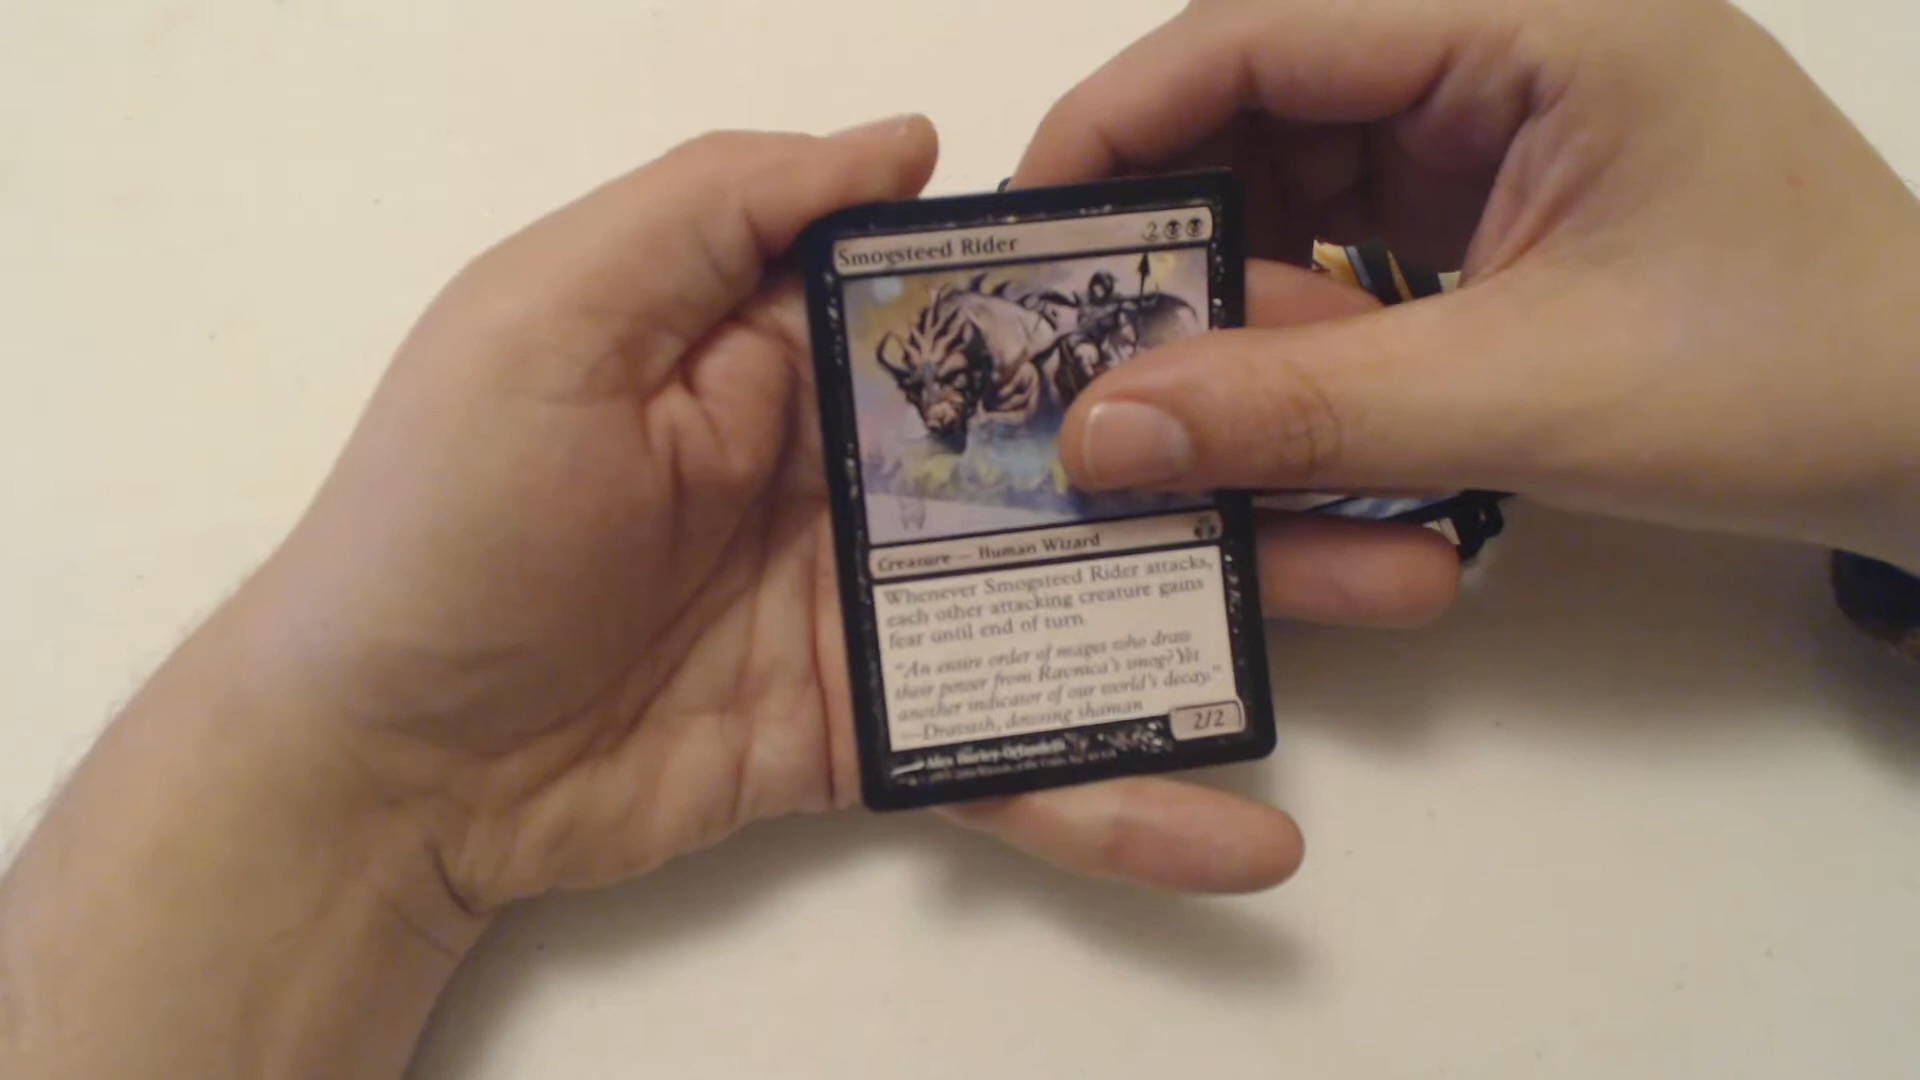 Smogsteed Rider 2
Creature — Human Wizard
Whenever Smogsteed Rider attacks,
each other attacking creature gains
fear until end of turn.
"An entire order of mages who draw
their power from Ravnica's smog? Yet
another indicator of our world's decay."
—Dravash, dowsing shaman
2/2